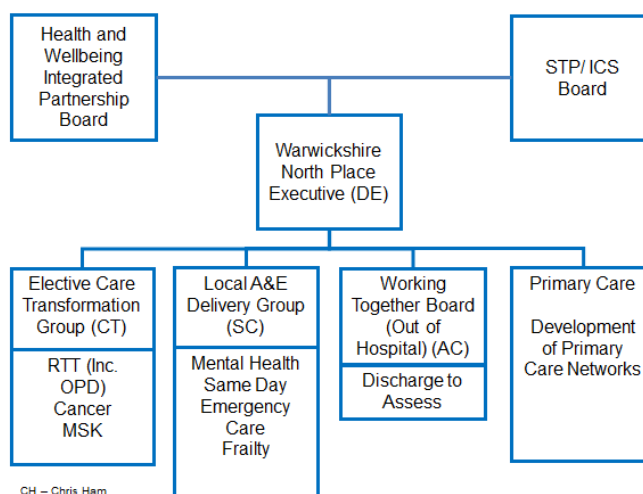 Health and
Wellbeing
Integrated
Partnership
Board
STP/ ICS
Board
Warwickshire
North Place
Executive (DE)
Elective Care
Transformation
Group (CT)
RTT (Inc.
OPD)
Cancer
MSK
Local A&E
Delivery Group
(SC)
Mental Health
Same Day
Emergency
Care
Frailty
Working
Together Board
(Out of
Hospital) (AC)
Discharge to
Assess
Primary Care
Development
of Primary
Care Networks
CH – Chris Ham